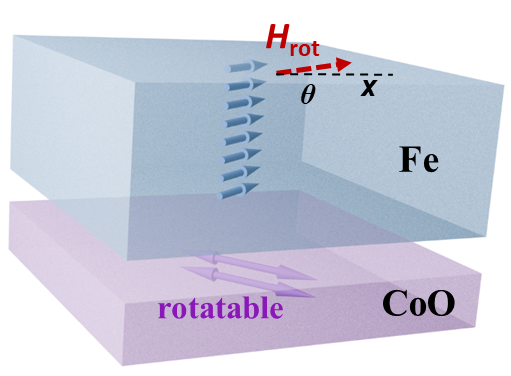 Hrot
θ
x
Fe
rotatable
CoO